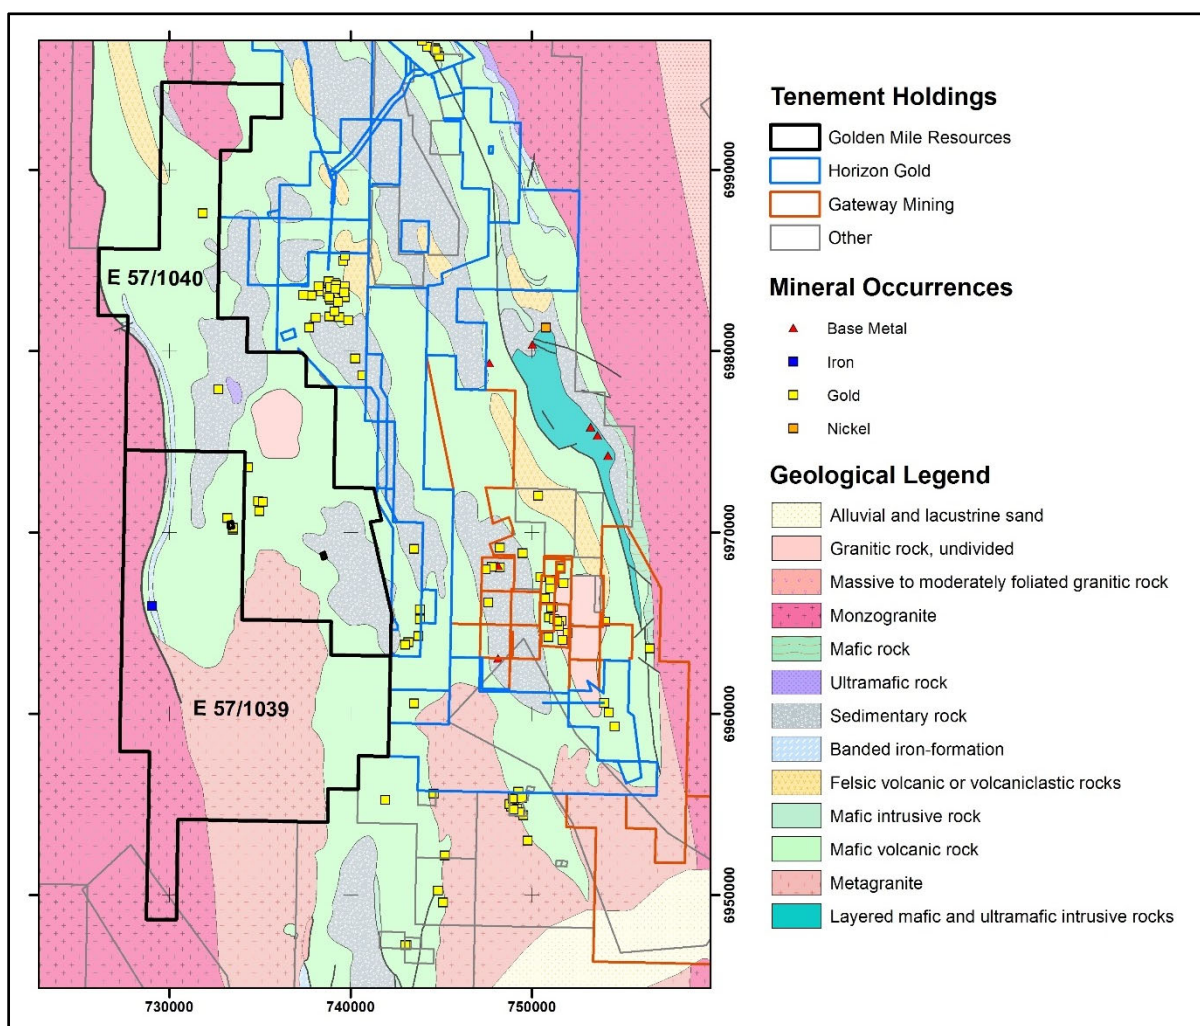 Tenement Holdings
Golden Mile Resources
Horizon Gold
Gateway Mining
Other
Mineral Occurrences
Base Metal
Iron
Gold
Nickel
Geological Legend
Alluvial and lacustrine sand
Granitic rock, undivided
Massive to moderately foliated granitic rock
Monzogranite
Mafic rock
Ultramafic rock
Sedimentary rock
Banded iron-formation
Felsic volcanic or volcaniclastic rocks
Mafic intrusive rock
Mafic volcanic rock
Metagranite
Layered mafic and ultramafic intrusive rocks
E 57/1040
E 57/1039
6990000
6980000
6970000
6960000
6950000
730000
740000
750000